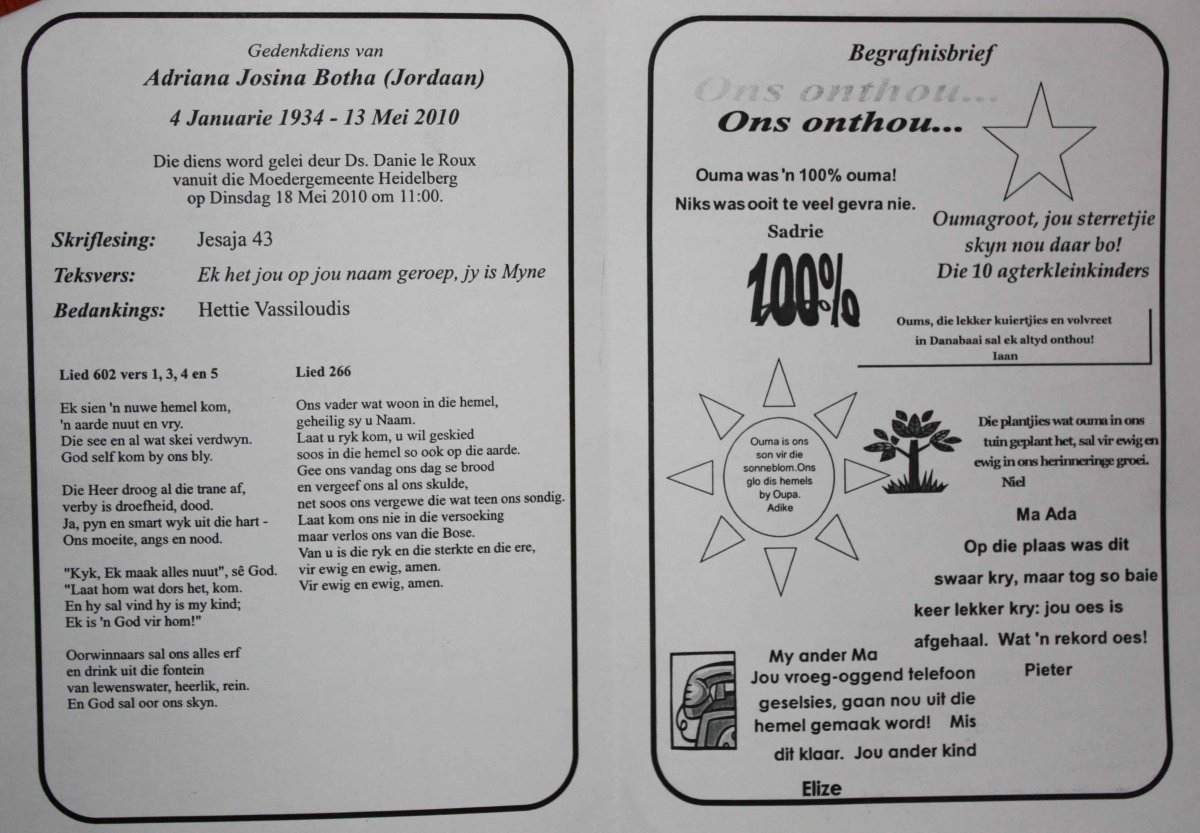 Gedenkdiens van
Adriana Josina Botha (Jordaan)
4 Januarie 1934 - 13 Mei 2010
Die diens word gelei deur Ds. Danie le Roux
vanuit die Moedergemeente Heidelberg
op Dinsdag 18 Mei 2010 om 11:00.
Skriflesing: Jesaja 43
Teksvers: Ek het jou op jou naam geroep, jy is Myne
Bedankings: Hettie Vassiloudis
Lied 602 vers 1, 3, 4 en 5
Ek sien 'n nuwe hemel kom,
'n aarde nuut en vry.
Die see en al wat skei verdwyn.
God self kom by ons bly.
Die Heer droog al die trane af,
verby is droefheid, dood.
Ja, pyn en smart wyk uit die hart -
Ons moeite, angs en nood.
"Kyk, Ek maak alles nuut", sê God.
"Laat hom wat dors het, kom.
En hy sal vind hy is my kind;
Ek is 'n God vir hom!"
Oorwinnaars sal ons alles erf
en drink uit die fontein
van lewenswater, heerlik, rein.
En God sal oor ons skyn.
Lied 266
Ons vader wat woon in die hemel,
geheilig sy u Naam.
Laat u ryk kom, u wil geskied
soos in die hemel so ook op die aarde.
Gee ons vandag ons dag se brood
en vergeef ons al ons skulde,
net soos ons vergewe die wat teen ons sondig.
Laat kom ons nie in die versoeking
maar verlos ons van die Bose.
Van u is die ryk en die sterkte en die ere,
vir ewig en ewig, amen.
Vir ewig en ewig, amen.
Begrafnisbrief
Ons onthou...
Ons onthou...
Ouma was 'n 100% ouma!
Niks was ooit te veel gevra nie.
Sadrie
100%
Oumagroot, jou sterretjie
skyn nou daar bo!
Die 10 agterkleinkinders
Oums, die lekker kuiertjies en volvreet
in Danabaai sal ek altyd onthou!
Iaan
Ouma is ons
son vir die
sonneblom.Ons
glo dis hemels
by Oupa.
Adike
Die plantjies wat ouma in ons
tuin geplant het, sal vir ewig en
ewig in ons herinneringe groei.
Niel
Ma Ada
Op die plaas was dit
swaar kry, maar tog so baie
keer lekker kry: jou oes is
afgehaal. Wat 'n rekord oes!
Pieter
My ander Ma
Jou vroeg-oggend telefoon
geselsies, gaan nou uit die
hemel gemaak word! Mis
dit klaar. Jou ander kind
Elize